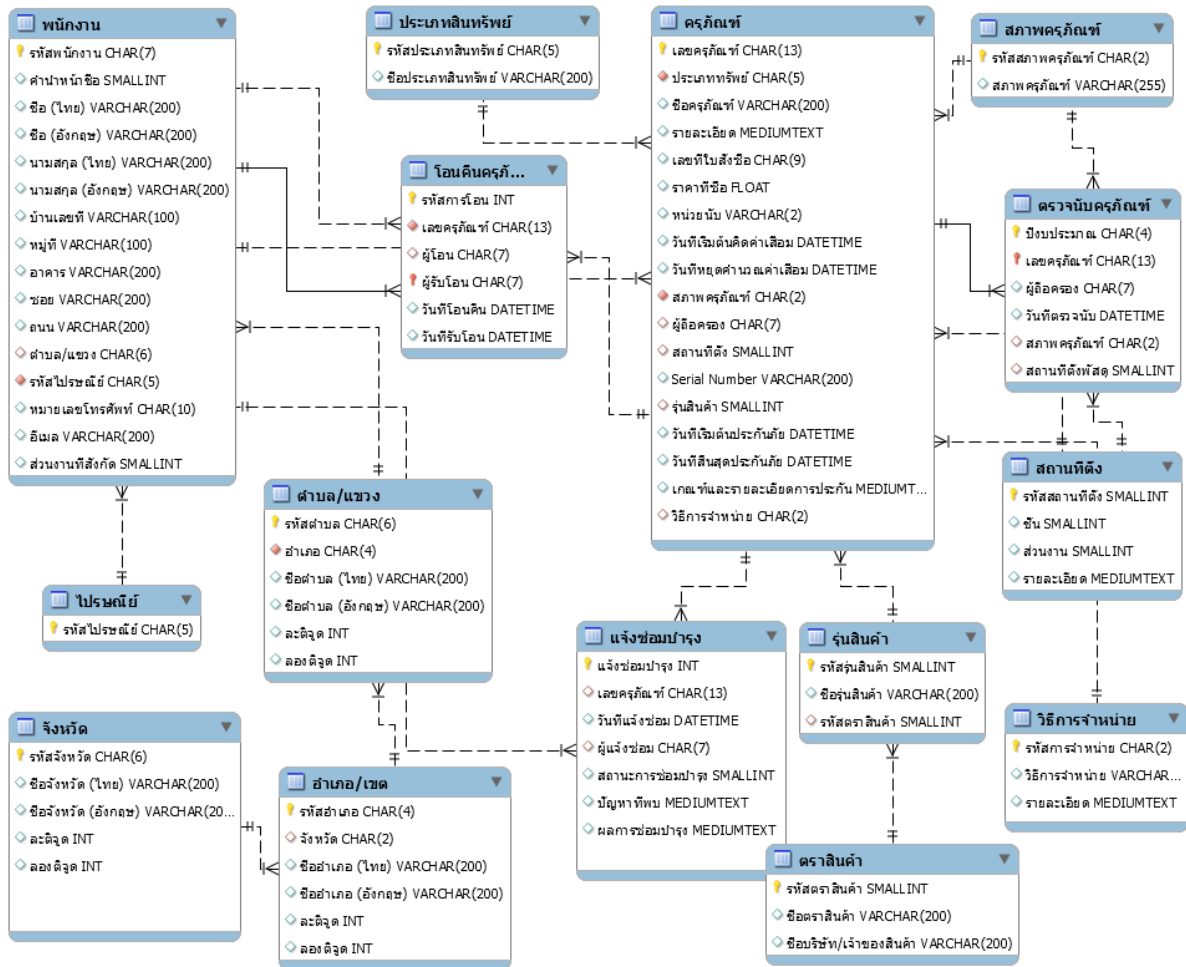 พนักงาน
รหัสพนักงาน CHAR(7)
คำนำหน้าชื่อ SMALLINT
ชื่อ (ไทย) VARCHAR(200)
ชื่อ (อังกฤษ) VARCHAR(200)
นามสกุล (ไทย) VARCHAR(200)
นามสกุล (อังกฤษ) VARCHAR(200)
บ้านเลขที่ VARCHAR(100)
หมู่ที่ VARCHAR(100)
อาคาร VARCHAR(200)
ซอย VARCHAR(200)
ถนน VARCHAR(200)
ตำบล/แขวง CHAR(6)
รหัสไปรษณีย์ CHAR(5)
หมายเลขโทรศัพท์ CHAR(10)
อีเมล VARCHAR(200)
ส่วนงานที่สังกัด SMALLINT
ประเภทสินทรัพย์
รหัสประเภทสินทรัพย์ CHAR(5)
ชื่อประเภทสินทรัพย์ VARCHAR(200)
ครุภัณฑ์
เลขครุภัณฑ์ CHAR(13)
ประเภททรัพย์ CHAR(5)
ชื่อครุภัณฑ์ VARCHAR(200)
รายละเอียด MEDIUMTEXT
เลขที่ใบสั่งซื้อ CHAR(9)
ราคาที่ซื้อ FLOAT
หน่วยนับ VARCHAR(2)
วันที่เริ่มต้นคิดค่าเสื่อม DATETIME
วันที่หยุดคำนวณค่าเสื่อม DATETIME
สภาพครุภัณฑ์ CHAR(2)
ผู้ถือครอง CHAR(7)
สถานที่ตั้ง SMALLINT
Serial Number VARCHAR(200)
รุ่นสินค้า SMALLINT
วันที่เริ่มต้นประกันภัย DATETIME
วันที่สิ้นสุดประกันภัย DATETIME
เกณฑ์และรายละเอียดการประกัน MEDIUMT...
วิธีการจำหน่าย CHAR(2)
สภาพครุภัณฑ์
รหัสสภาพครุภัณฑ์ CHAR(2)
สภาพครุภัณฑ์ VARCHAR(255)
โอนคืนครุภั...
รหัสการโอน INT
เลขครุภัณฑ์ CHAR(13)
ผู้โอน CHAR(7)
ผู้รับโอน CHAR(7)
วันที่โอนคืน DATETIME
วันที่รับโอน DATETIME
ตรวจนับครุภัณฑ์
ปีงบประมาณ CHAR(4)
เลขครุภัณฑ์ CHAR(13)
ผู้ถือครอง CHAR(7)
วันที่ตรวจนับ DATETIME
สภาพครุภัณฑ์ CHAR(2)
สถานที่ตั้งพัสดุ SMALLINT
สถานที่ตั้ง
รหัสสถานที่ตั้ง SMALLINT
ชั้น SMALLINT
ส่วนงาน SMALLINT
รายละเอียด MEDIUMTEXT
ตำบล/แขวง
รหัสตำบล CHAR(6)
อำเภอ CHAR(4)
ชื่อตำบล (ไทย) VARCHAR(200)
ชื่อตำบล (อังกฤษ) VARCHAR(200)
ละติจูด INT
ลองติจูด INT
ไปรษณีย์
รหัสไปรษณีย์ CHAR(5)
แจ้งซ่อมบำรุง
แจ้งซ่อมบำรุง INT
เลขครุภัณฑ์ CHAR(13)
วันที่แจ้งซ่อม DATETIME
ผู้แจ้งซ่อม CHAR(7)
สถานะการซ่อมบำรุง SMALLINT
ปัญหาที่พบ MEDIUMTEXT
ผลการซ่อมบำรุง MEDIUMTEXT
รุ่นสินค้า
รหัสรุ่นสินค้า SMALLINT
ชื่อรุ่นสินค้า VARCHAR(200)
รหัสตราสินค้า SMALLINT
วิธีการจำหน่าย
รหัสการจำหน่าย CHAR(2)
วิธีการจำหน่าย VARCHAR...
รายละเอียด MEDIUMTEXT
จังหวัด
รหัสจังหวัด CHAR(6)
ชื่อจังหวัด (ไทย) VARCHAR(200)
ชื่อจังหวัด (อังกฤษ) VARCHAR(20...
ละติจูด INT
ลองติจูด INT
อำเภอ/เขต
รหัสอำเภอ CHAR(4)
จังหวัด CHAR(2)
ชื่ออำเภอ (ไทย) VARCHAR(200)
ชื่ออำเภอ (อังกฤษ) VARCHAR(200)
ละติจูด INT
ลองติจูด INT
ตราสินค้า
รหัสตราสินค้า SMALLINT
ชื่อตราสินค้า VARCHAR(200)
ชื่อบริษัท/เจ้าของสินค้า VARCHAR(200)